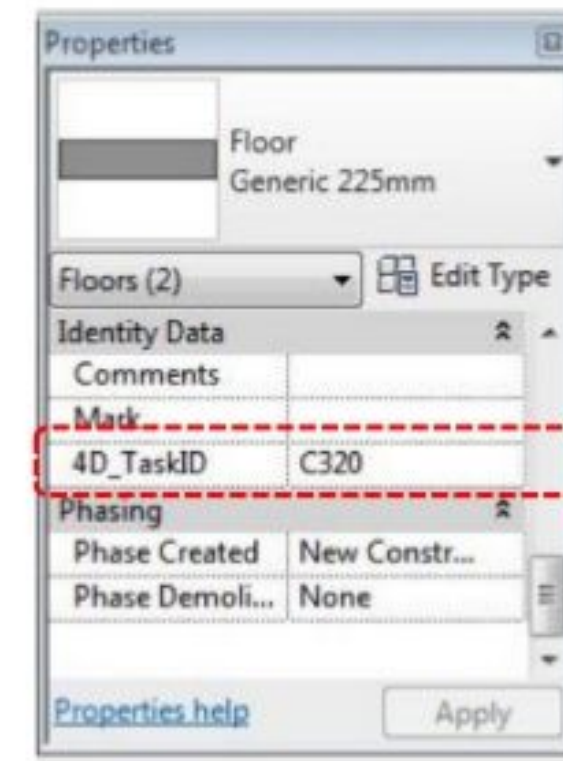 Properties
Floor
Generic 225mm
Floors (2)
Edit Type
Identity Data
Comments
Mark
4D_TaskID C320
Phasing
Phase Created New Constr...
Phase Demoli... None
Properties help
Apply